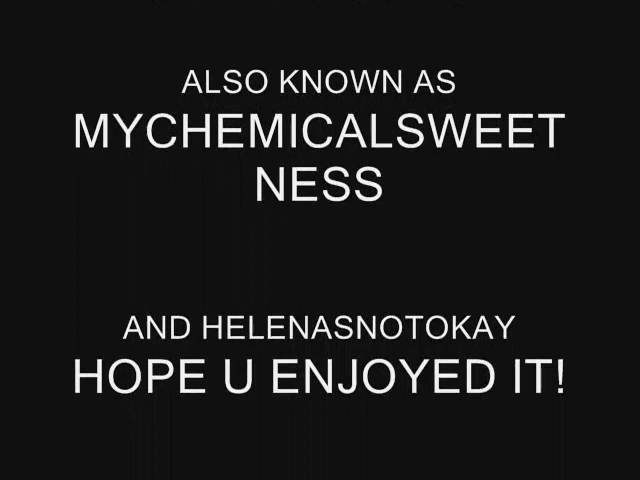 ALSO KNOWN AS
MYCHEMICALSWEET
NESS
AND HELENASNOTOKAY
HOPE U ENJOYED IT!